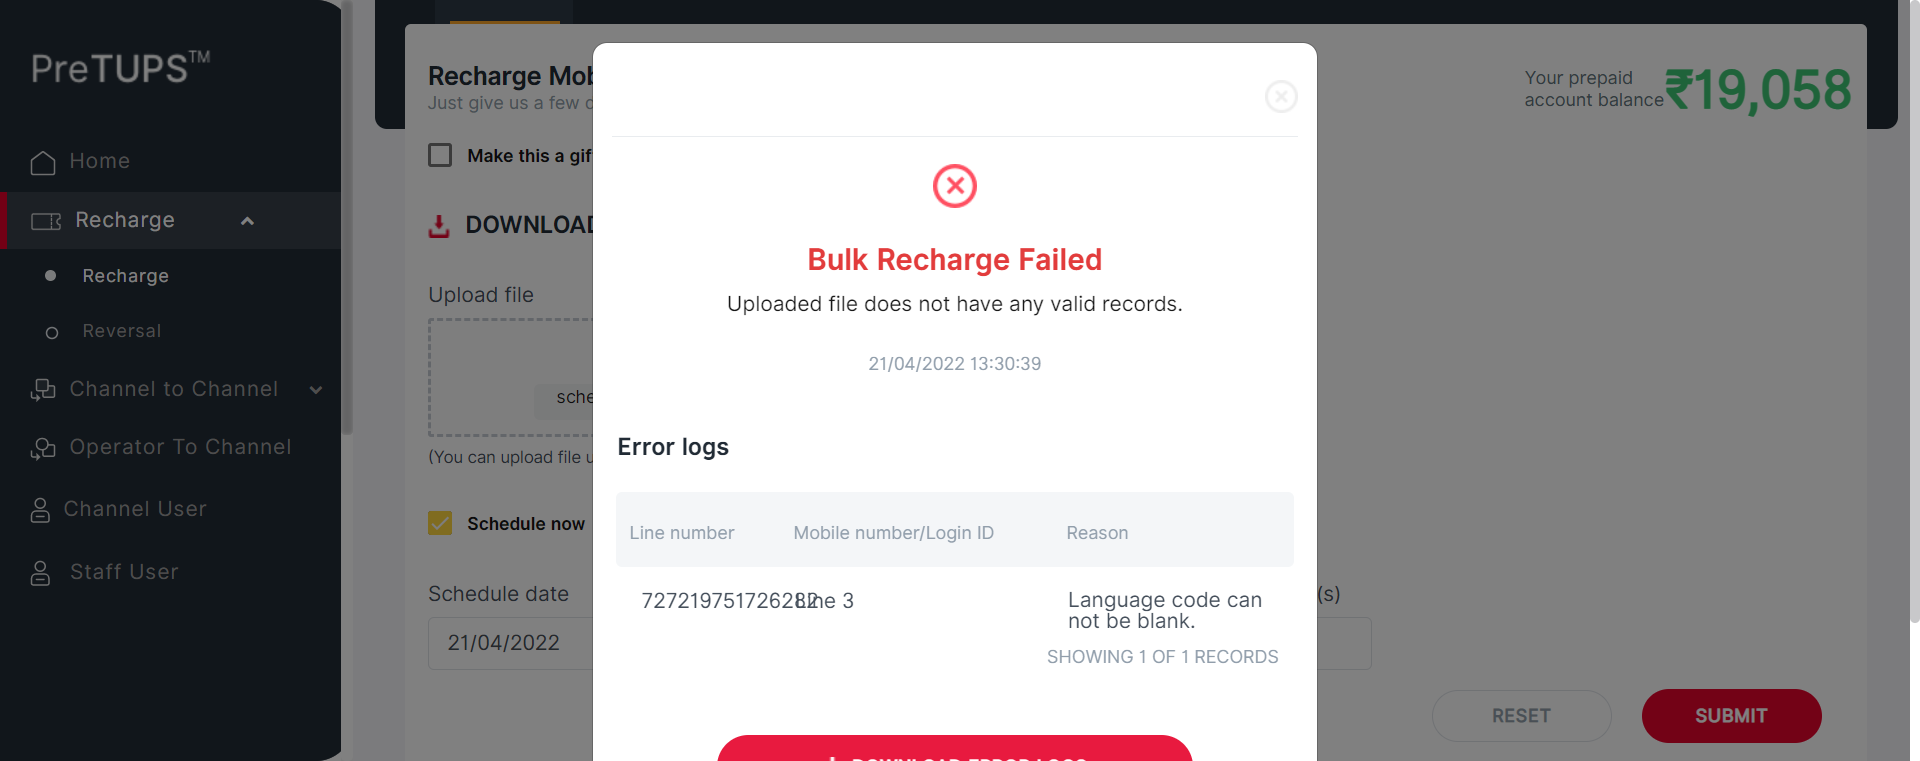 PreTUPS™
Home
Recharge
Recharge
Reversal
Channel to Channel
Operator To Channel
Channel User
Staff User
Recharge Mob
Just give us a few d
Your prepaid
account balance
₹19,058
Make this a gif
DOWNLOAD
Upload file
sche
(You can upload file u
Schedule now
Schedule date
(s)
21/04/2022
RESET
SUBMIT
Bulk Recharge Failed
Uploaded file does not have any valid records.
21/04/2022 13:30:39
Error logs
Line number Mobile number/Login ID Reason
Line 3 Language code can
not be blank.
SHOWING 1 OF 1 RECORDS
DOWNLOAD ERROR LOGS